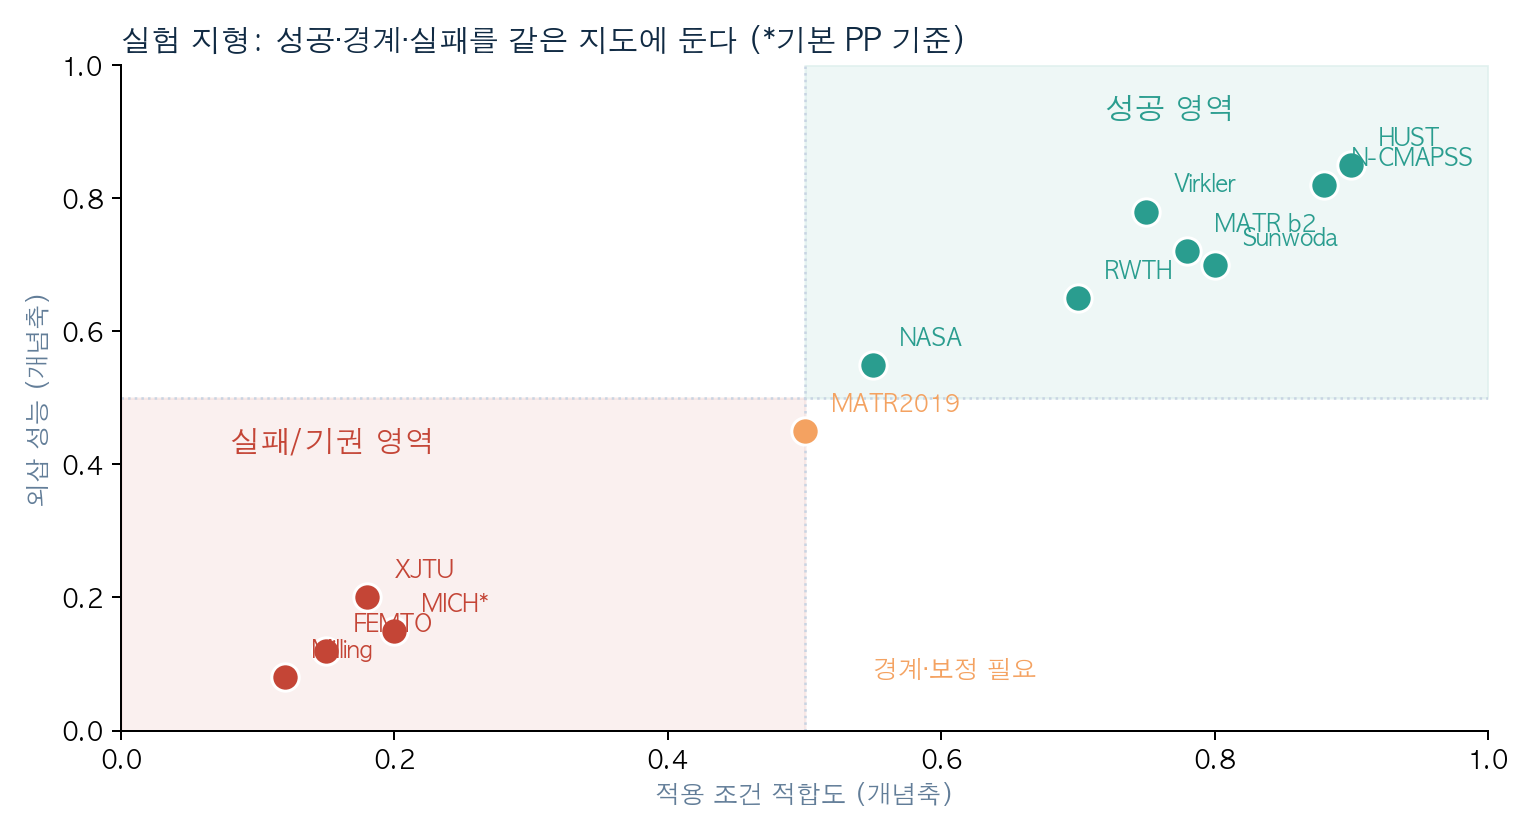 실험 지형: 성공·경계·실패를 같은 지도에 둔다 (*기본 PP 기준)
1.0
0.8
0.6
0.4
0.2
0.0
외삽 성능 (개념축)
성공 영역
HUST
N-CMAPSS
Virkler
MATR b2
Sunwoda
RWTH
NASA
MATR2019
실패/기권 영역
XJTU
MICH*
FEMTO
Milling
경계·보정 필요
0.0 0.2 0.4 0.6 0.8 1.0
적용 조건 적합도 (개념축)